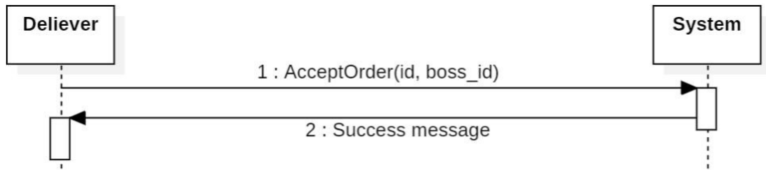 Deliever
System
1 : AcceptOrder(id, boss_id)
2 : Success message